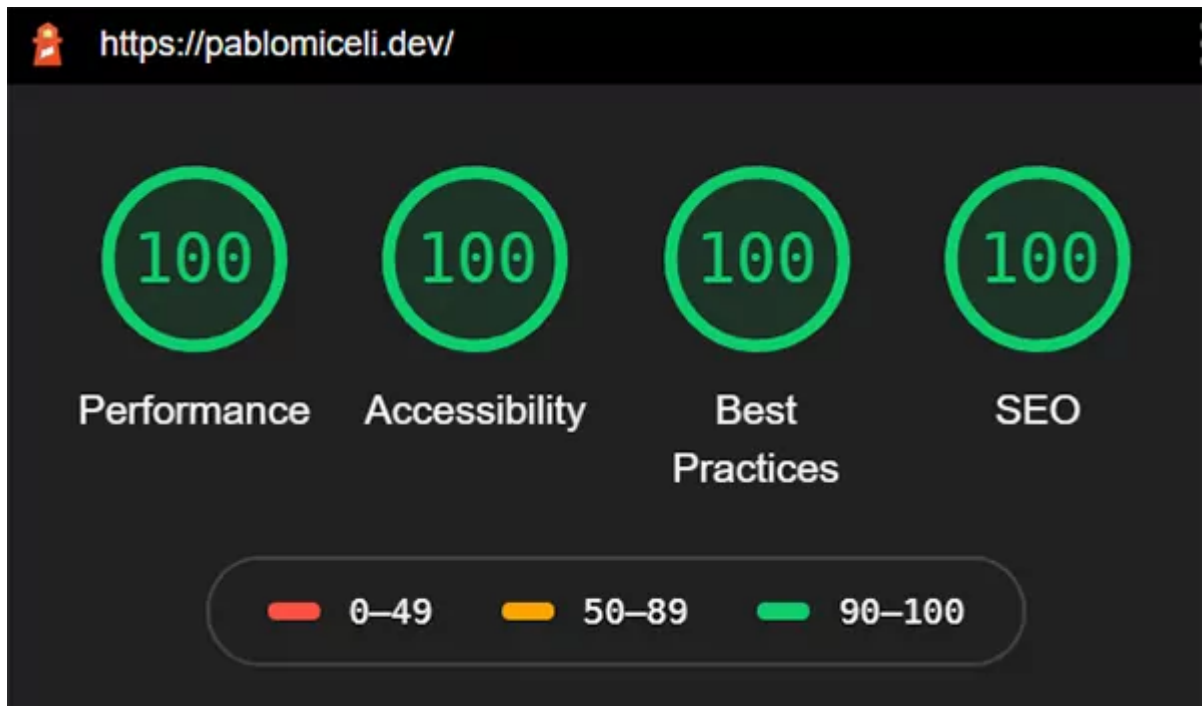 https://pablomiceli.dev/
100 100 100 100
Performance Accessibility Best Practices SEO
0–49 50–89 90–100